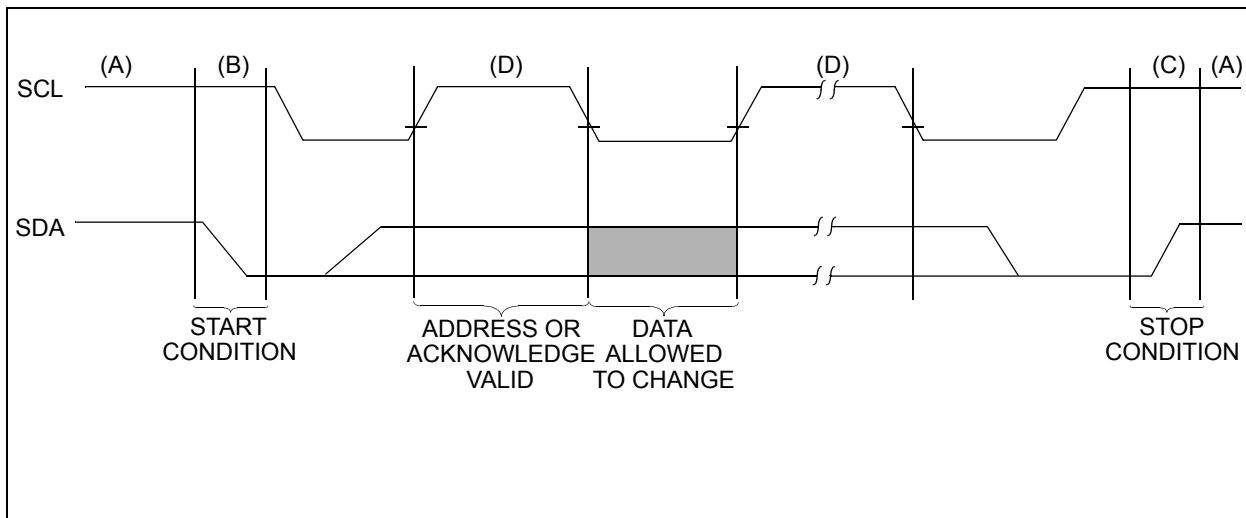 (A) (B) (D) (D) (C) (A)
SCL
SDA
START
CONDITION
ADDRESS OR
ACKNOWLEDGE
VALID
DATA
ALLOWED
TO CHANGE
STOP
CONDITION